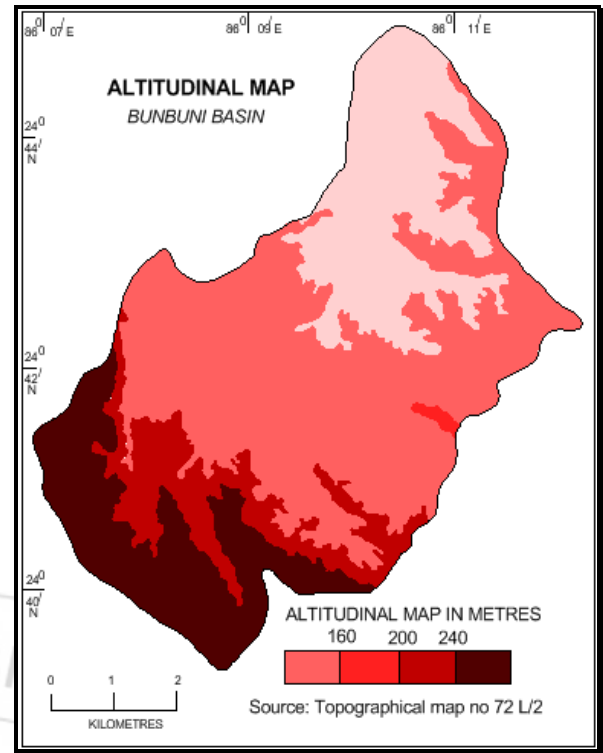 86° 07′ E 86° 09′ E 86° 11′ E
ALTITUDINAL MAP
BUNBUNI BASIN
24° 44′ N
24° 42′ N
24° 40′ N
ALTITUDINAL MAP IN METRES
160 200 240
0 1 2
KILOMETRES
Source: Topographical map no 72 L/2